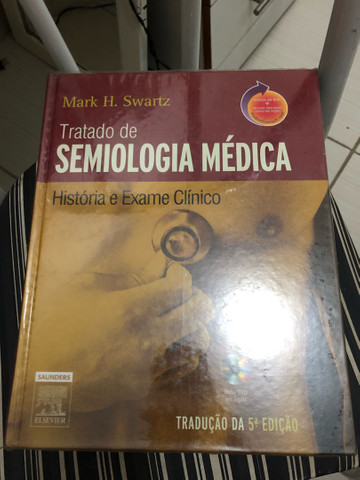 Mark H. Swartz
Tratado de
SEMIOLOGIA MÉDICA
História e Exame Clínico
SAUNDERS
ELSEVIER
TRADUÇÃO DA 5ª EDIÇÃO